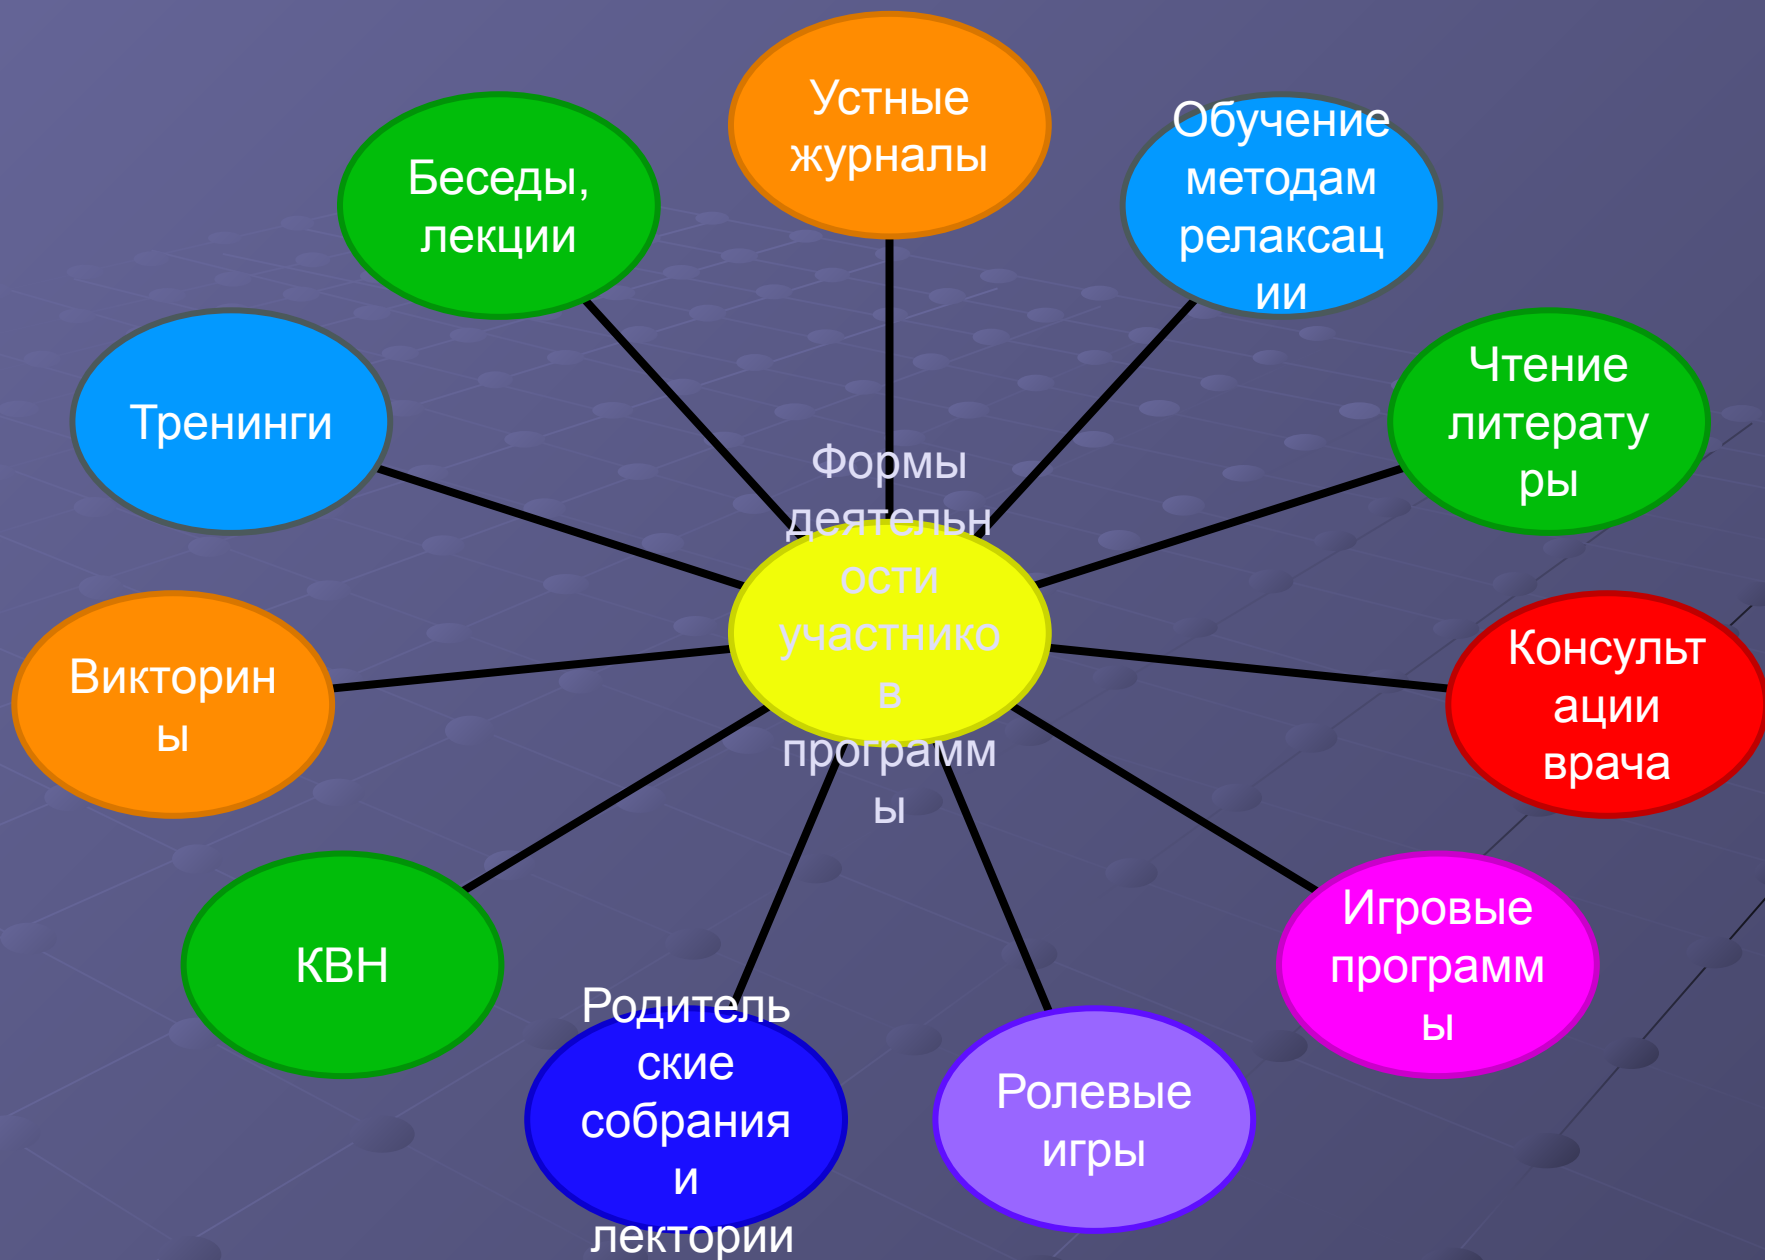 Устные
журналы
Обучение
методам
релаксац
ии
Чтение
литерату
ры
Консульт
ации
врача
Игровые
программ
ы
Ролевые
игры
Родитель
ские
собрания
и
лектории
КВН
Викторин
ы
Тренинги
Беседы,
лекции
Формы
деятельн
ости
участнико
в
программ
ы